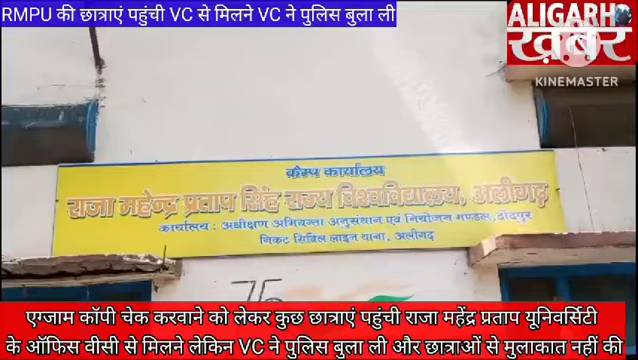 RMPU की छात्राएं पहुंची VC से मिलने VC ने पुलिस बुला ली
ALIGARH
ख़बर
KINEMASTER
कैम्प कार्यालय
राजा महेन्द्र प्रताप सिंह राज्य विश्वविद्यालय, अलीगढ़
कार्यालय : अधीक्षण अभियन्ता अनुसंधान एवं नियोजन मण्डल, दोदपुर
निकट सिविल लाइन थाना, अलीगढ़
एग्जाम कॉपी चेक करवाने को लेकर कुछ छात्राएं पहुंची राजा महेंद्र प्रताप यूनिवर्सिटी
के ऑफिस वीसी से मिलने लेकिन VC ने पुलिस बुला ली और छात्राओं से मुलाकात नहीं की